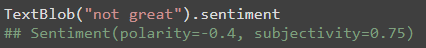 TextBlob("not great").sentiment
## Sentiment(polarity=-0.4, subjectivity=0.75)